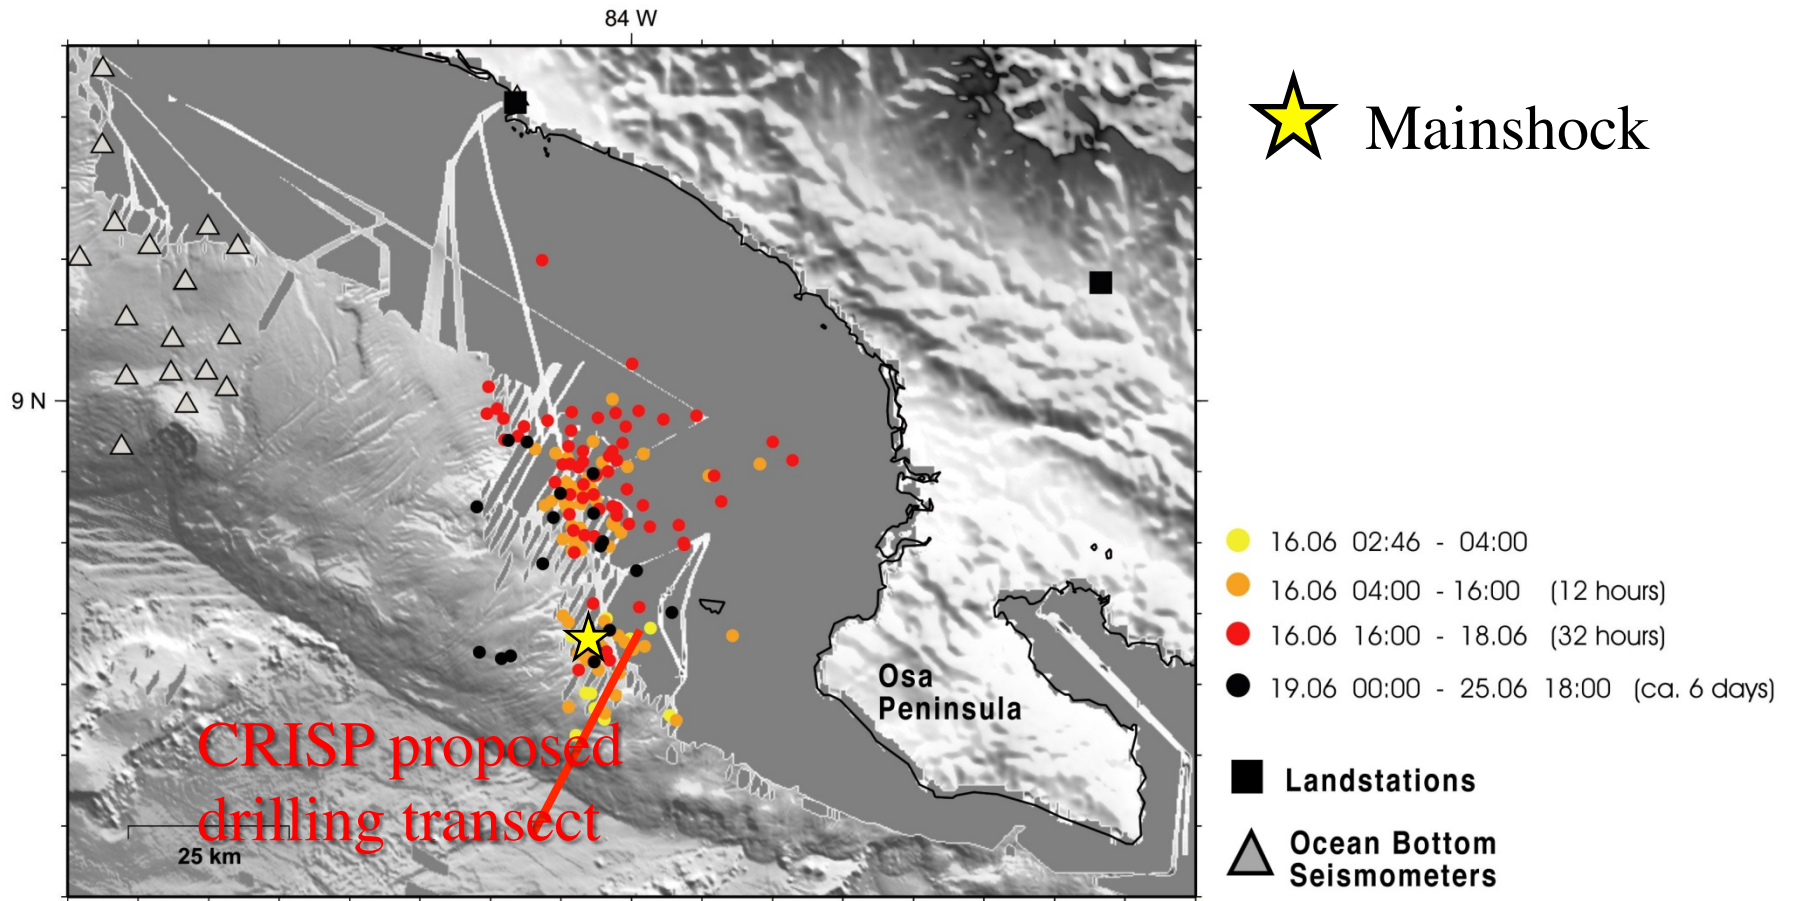 84 W
Mainshock
9 N
16.06 02:46 - 04:00
16.06 04:00 - 16:00 (12 hours)
16.06 16:00 - 18.06 (32 hours)
19.06 00:00 - 25.06 18:00 (ca. 6 days)
Osa
Peninsula
CRISP proposed
drilling transect
25 km
Landstations
Ocean Bottom
Seismometers